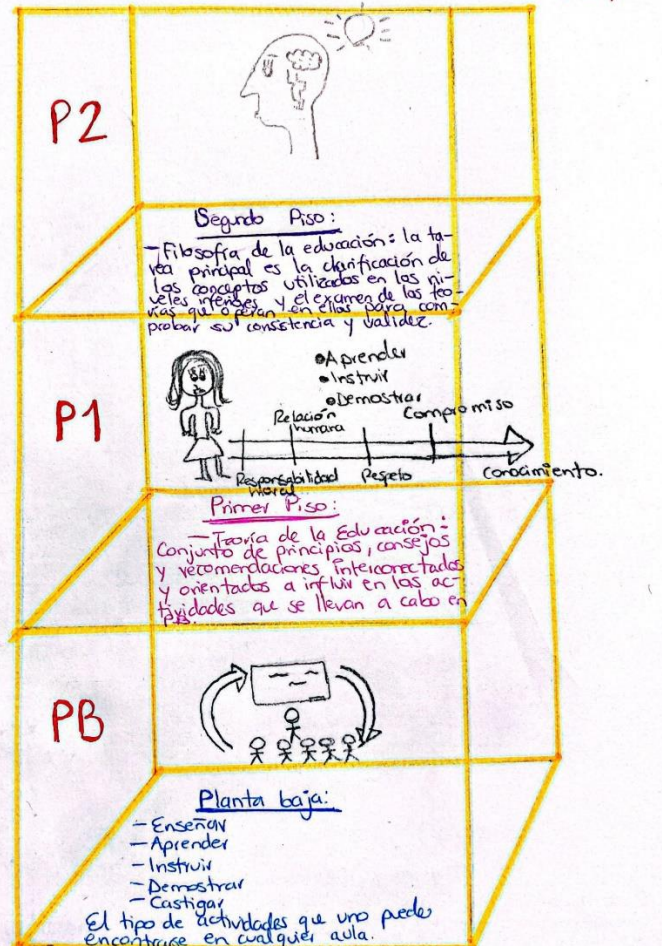 P2
Segundo Piso:
- Filosofía de la educación: la ta-
rea principal es la clarificación de
los conceptos utilizados en los ni-
veles inferiores y el examen de las teo-
rías que operan en ellos para com-
probar su consistencia y validez.
P1
• Aprender
• Instruir
• Demostrar
Relación humana
Compromiso
Responsabilidad Moral
Respeto
Conocimiento.
Primer Piso:
- Teoría de la Educación:
Conjunto de principios, consejos
y recomendaciones interconectados
y orientados a influir en las ac-
tividades que se llevan a cabo en
PB.
PB
Planta baja:
- Enseñar
- Aprender
- Instruir
- Demostrar
- Castigar
El tipo de actividades que uno puede
encontrarse en cualquier aula.